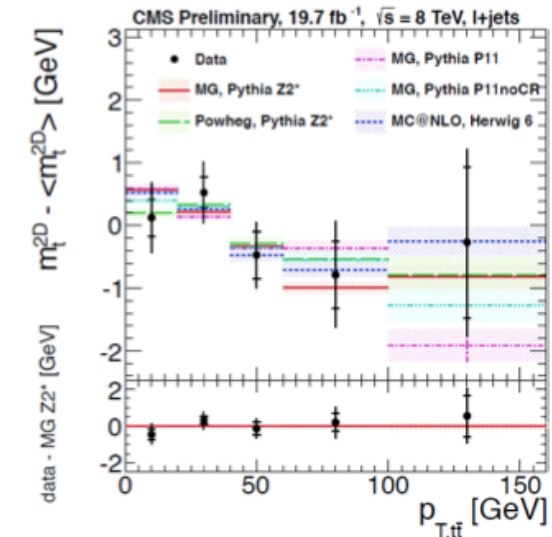 CMS Preliminary, 19.7 fb⁻¹, √s = 8 TeV, l+jets
m_t^2D - <m_t^2D> [GeV]
3
2
1
0
-1
-2
Data
MG, Pythia Z2*
Powheg, Pythia Z2*
MG, Pythia P11
MG, Pythia P11noCR
MC@NLO, Herwig 6
data - MG Z2* [GeV]
2
0
-2
0 50 100 150
p_T,tt̄ [GeV]